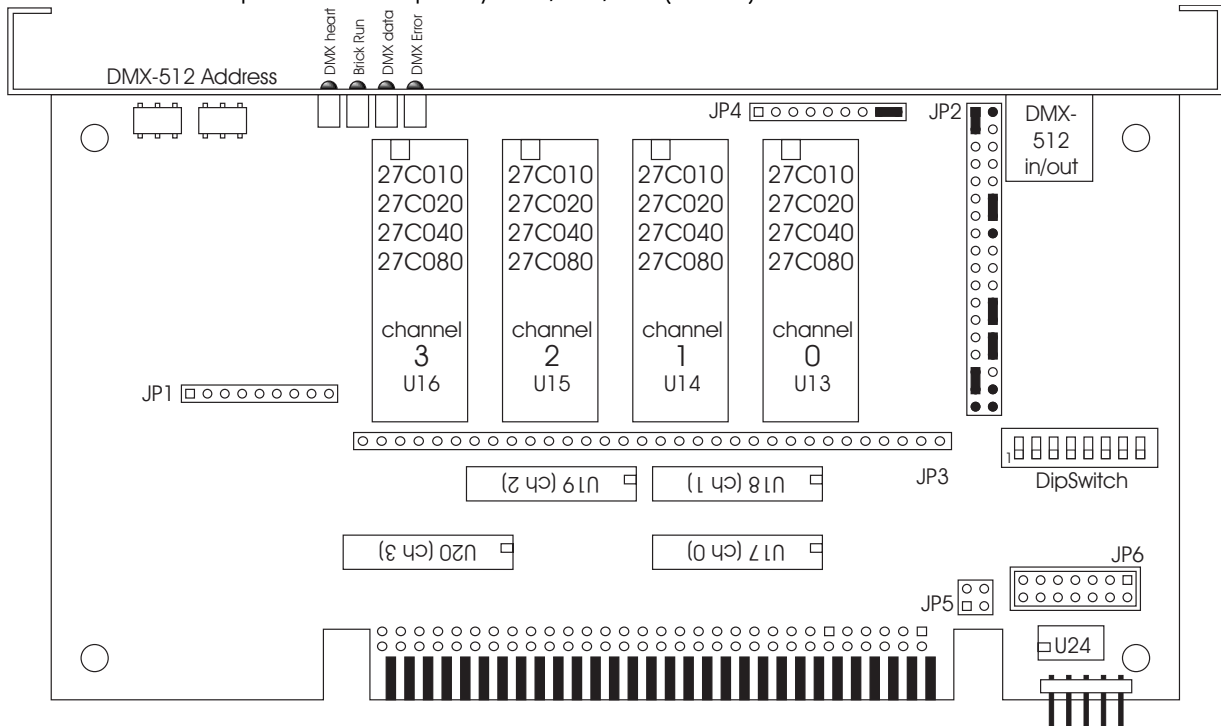 DMX heart
Brick Run
DMX data
DMX Error
DMX-512 Address
JP4
JP2
DMX-
512
in/out
27C010
27C020
27C040
27C080
channel
3
U16
27C010
27C020
27C040
27C080
channel
2
U15
27C010
27C020
27C040
27C080
channel
1
U14
27C010
27C020
27C040
27C080
channel
0
U13
JP1
JP3
1
DipSwitch
U19 (ch 2)
U18 (ch 1)
U20 (ch 3)
U17 (ch 0)
JP6
JP5
U24